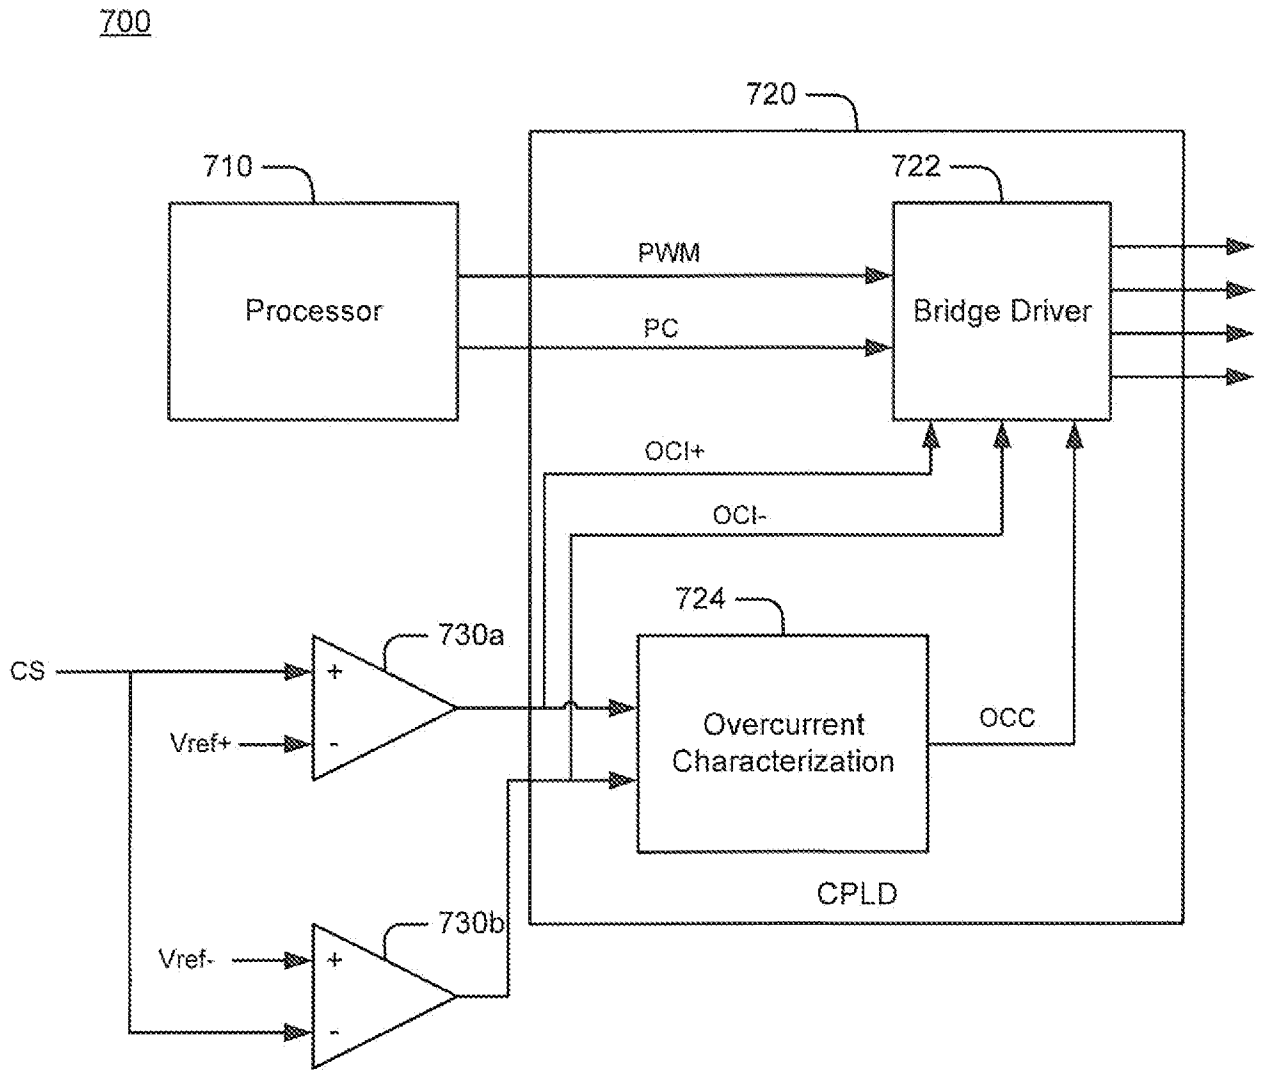 700
720
710
722
PWM
Processor
Bridge Driver
PC
OCI+
OCI-
724
730a
CS
+
Vref+
-
Overcurrent
Characterization
OCC
CPLD
730b
Vref-
+
-